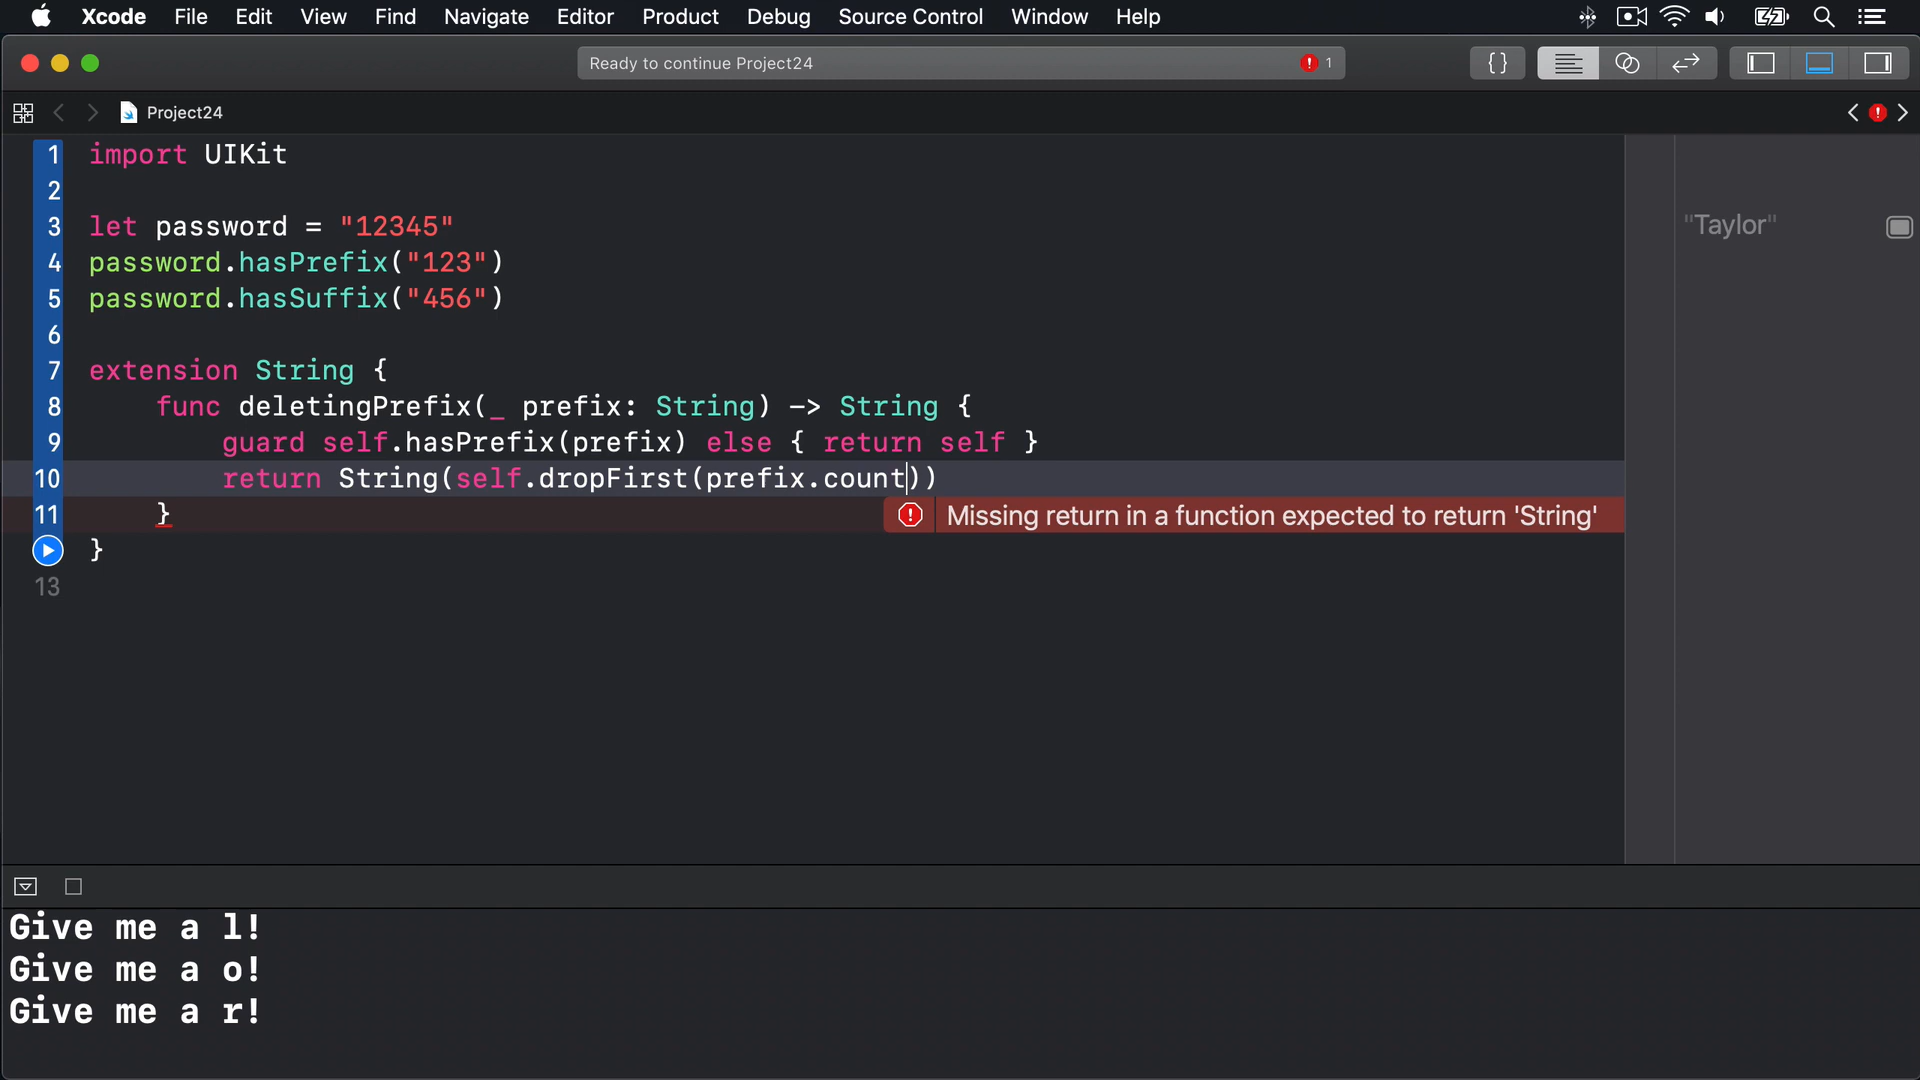 Xcode File Edit View Find Navigate Editor Product Debug Source Control Window Help
Ready to continue Project24 1
{ }
Project24
1 import UIKit
2
3 let password = "12345"
"Taylor"
4 password.hasPrefix("123")
5 password.hasSuffix("456")
6
7 extension String {
8 func deletingPrefix(_ prefix: String) -> String {
9 guard self.hasPrefix(prefix) else { return self }
10 return String(self.dropFirst(prefix.count))
11 } Missing return in a function expected to return 'String'
}
13
Give me a l!
Give me a o!
Give me a r!